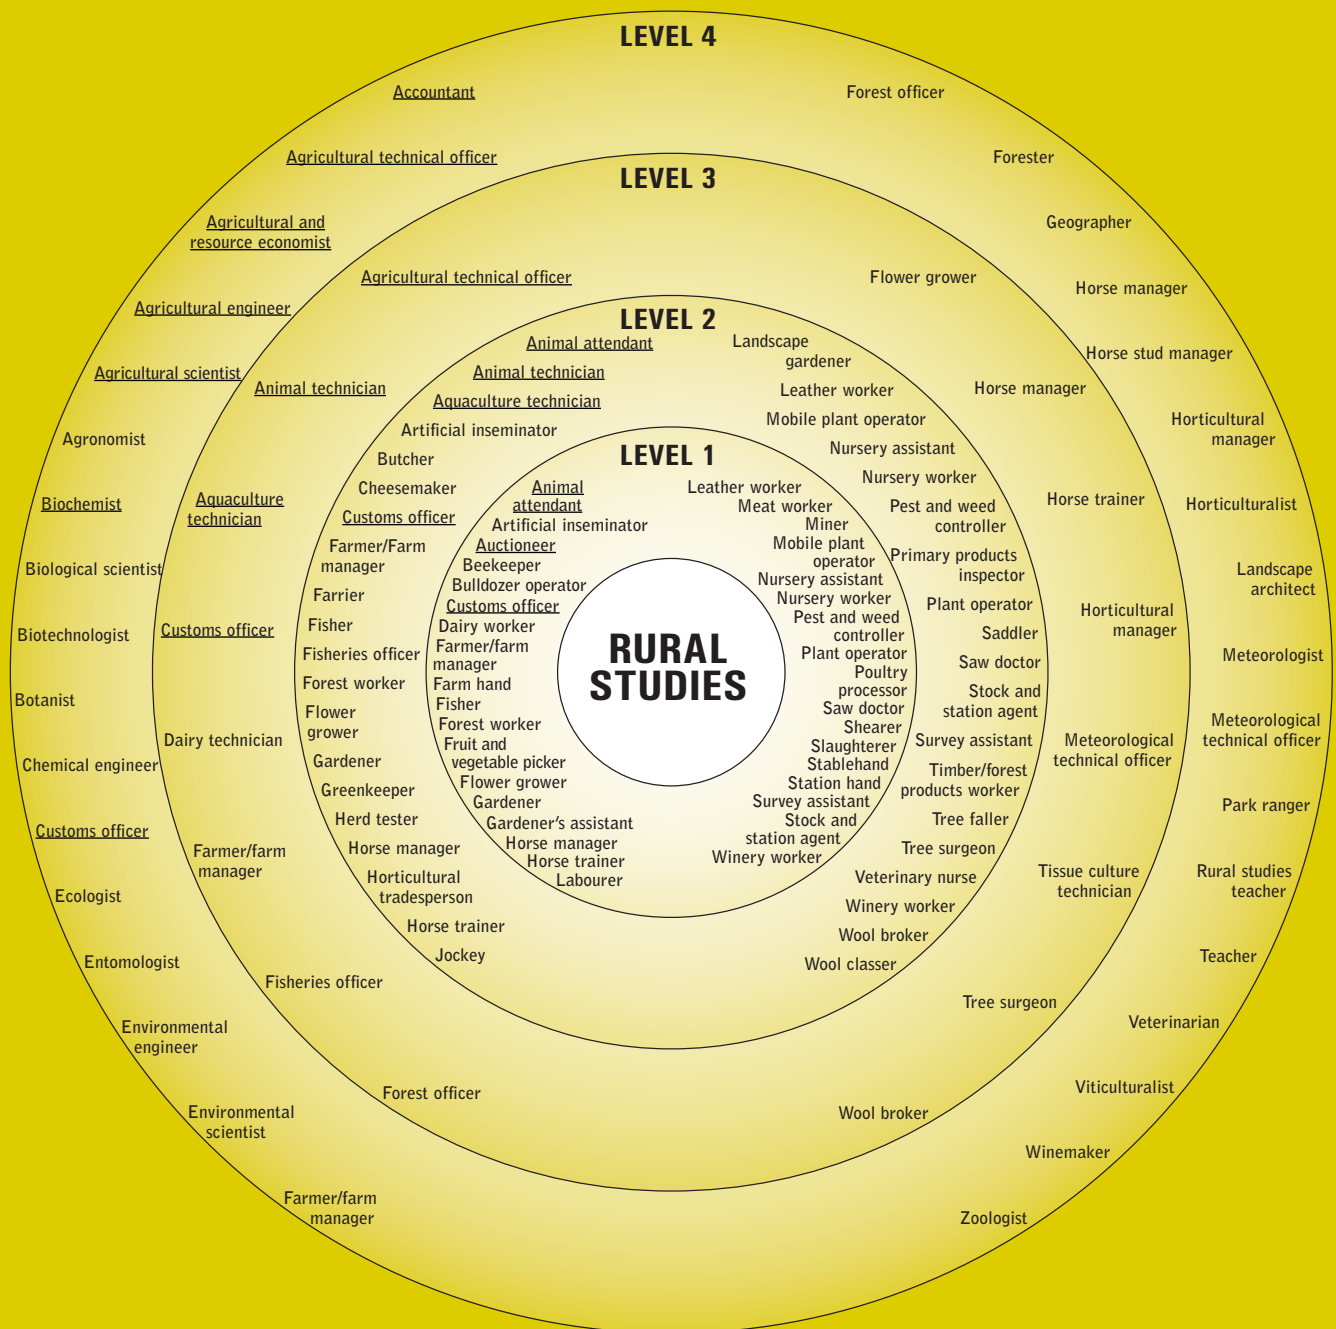 LEVEL 4
Accountant
Agricultural technical officer
Agricultural and
resource economist
Agricultural engineer
Agricultural scientist
Agronomist
Biochemist
Biological scientist
Biotechnologist
Botanist
Chemical engineer
Customs officer
Ecologist
Entomologist
Environmental
engineer
Environmental
scientist
Farmer/farm
manager
Forest officer
Forester
Geographer
Horse manager
Horse stud manager
Horticultural
manager
Horticulturalist
Landscape
architect
Meteorologist
Meteorological
technical officer
Park ranger
Rural studies
teacher
Teacher
Veterinarian
Viticulturalist
Winemaker
Zoologist
LEVEL 3
Agricultural technical officer
Animal technician
Aquaculture
technician
Customs officer
Dairy technician
Farmer/farm
manager
Fisheries officer
Forest officer
Flower grower
Horse manager
Horse trainer
Horticultural
manager
Meteorological
technical officer
Tissue culture
technician
Tree surgeon
Wool broker
LEVEL 2
Animal attendant
Animal technician
Aquaculture technician
Artificial inseminator
Butcher
Cheesemaker
Customs officer
Farmer/Farm
manager
Farrier
Fisher
Fisheries officer
Forest worker
Flower
grower
Gardener
Greenkeeper
Herd tester
Horse manager
Horticultural
tradesperson
Horse trainer
Jockey
Landscape
gardener
Leather worker
Mobile plant operator
Nursery assistant
Nursery worker
Pest and weed
controller
Primary products
inspector
Plant operator
Saddler
Saw doctor
Stock and
station agent
Survey assistant
Timber/forest
products worker
Tree faller
Tree surgeon
Veterinary nurse
Winery worker
Wool broker
Wool classer
LEVEL 1
Animal
attendant
Artificial inseminator
Auctioneer
Beekeeper
Bulldozer operator
Customs officer
Dairy worker
Farmer/farm
manager
Farm hand
Fisher
Forest worker
Fruit and
vegetable picker
Flower grower
Gardener
Gardener's assistant
Horse manager
Horse trainer
Labourer
Leather worker
Meat worker
Miner
Mobile plant
operator
Nursery assistant
Nursery worker
Pest and weed
controller
Plant operator
Poultry
processor
Saw doctor
Shearer
Slaughterer
Stablehand
Station hand
Survey assistant
Stock and
station agent
Winery worker
RURAL
STUDIES